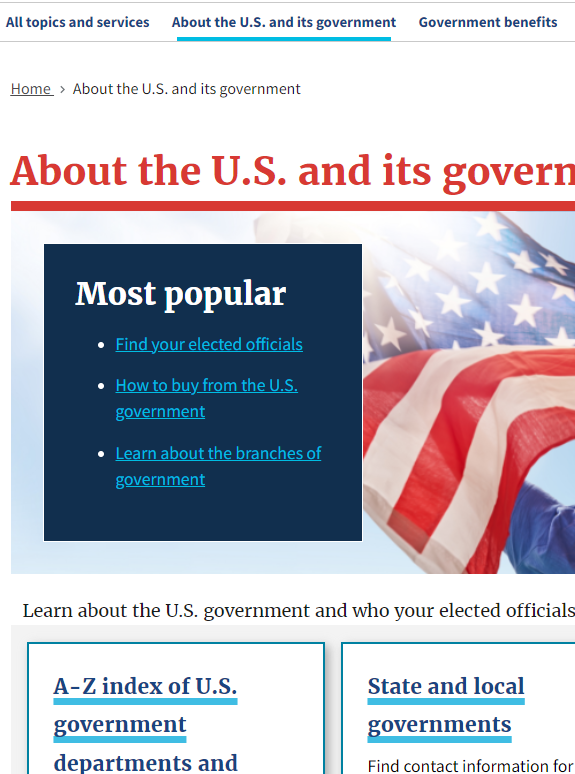 All topics and services About the U.S. and its government Government benefits
Home › About the U.S. and its government
About the U.S. and its govern
Most popular
• Find your elected officials
• How to buy from the U.S.
government
• Learn about the branches of
government
Learn about the U.S. government and who your elected officials
A-Z index of U.S.
government
departments and
State and local
governments
Find contact information for